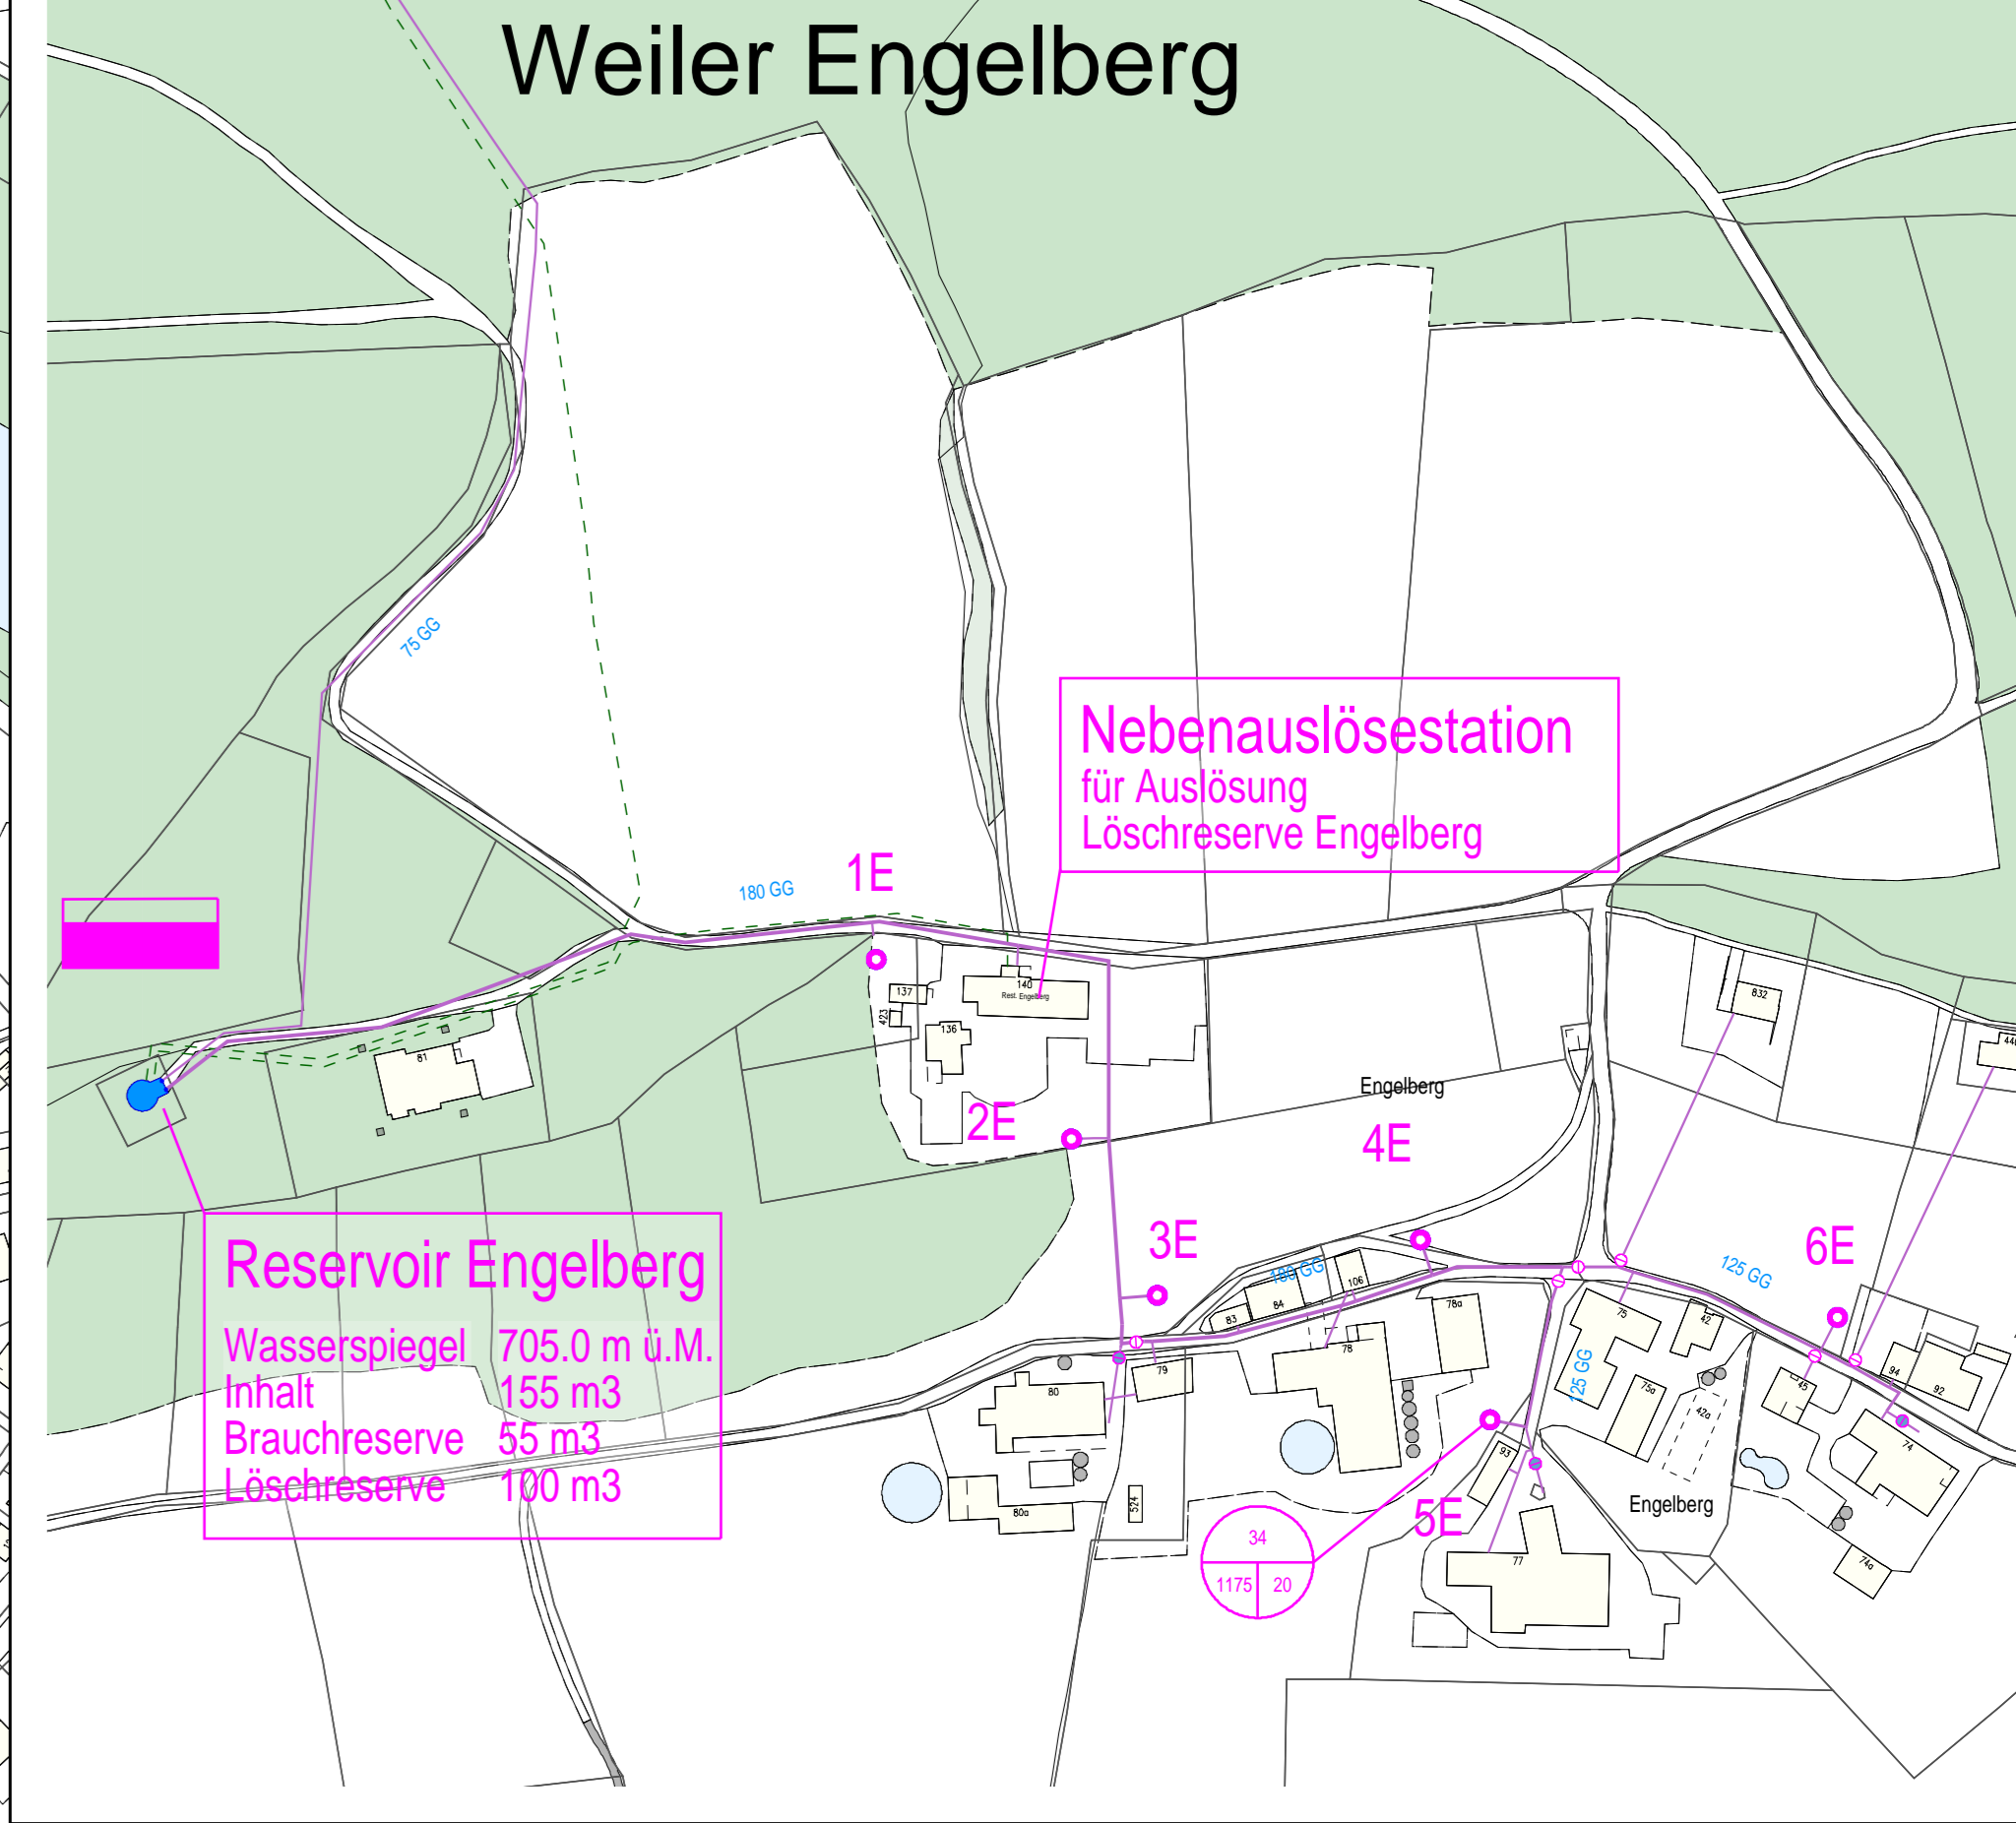 Weiler Engelberg
75 GG
Nebenauslösestation
für Auslösung
Löschreserve Engelberg
1E
180 GG
137
140
Rest. Engelberg
423
136
832
81
Engelberg
2E
4E
3E
6E
180 GG
125 GG
106
84
83
78a
75
42
78
79
80
125 GG
75a
42a
45
94
92
74
Reservoir Engelberg
Wasserspiegel 705.0 m ü.M.
Inhalt 155 m3
Brauchreserve 55 m3
Löschreserve 100 m3
93
524
80a
5E
Engelberg
34
1175 20
77
74a